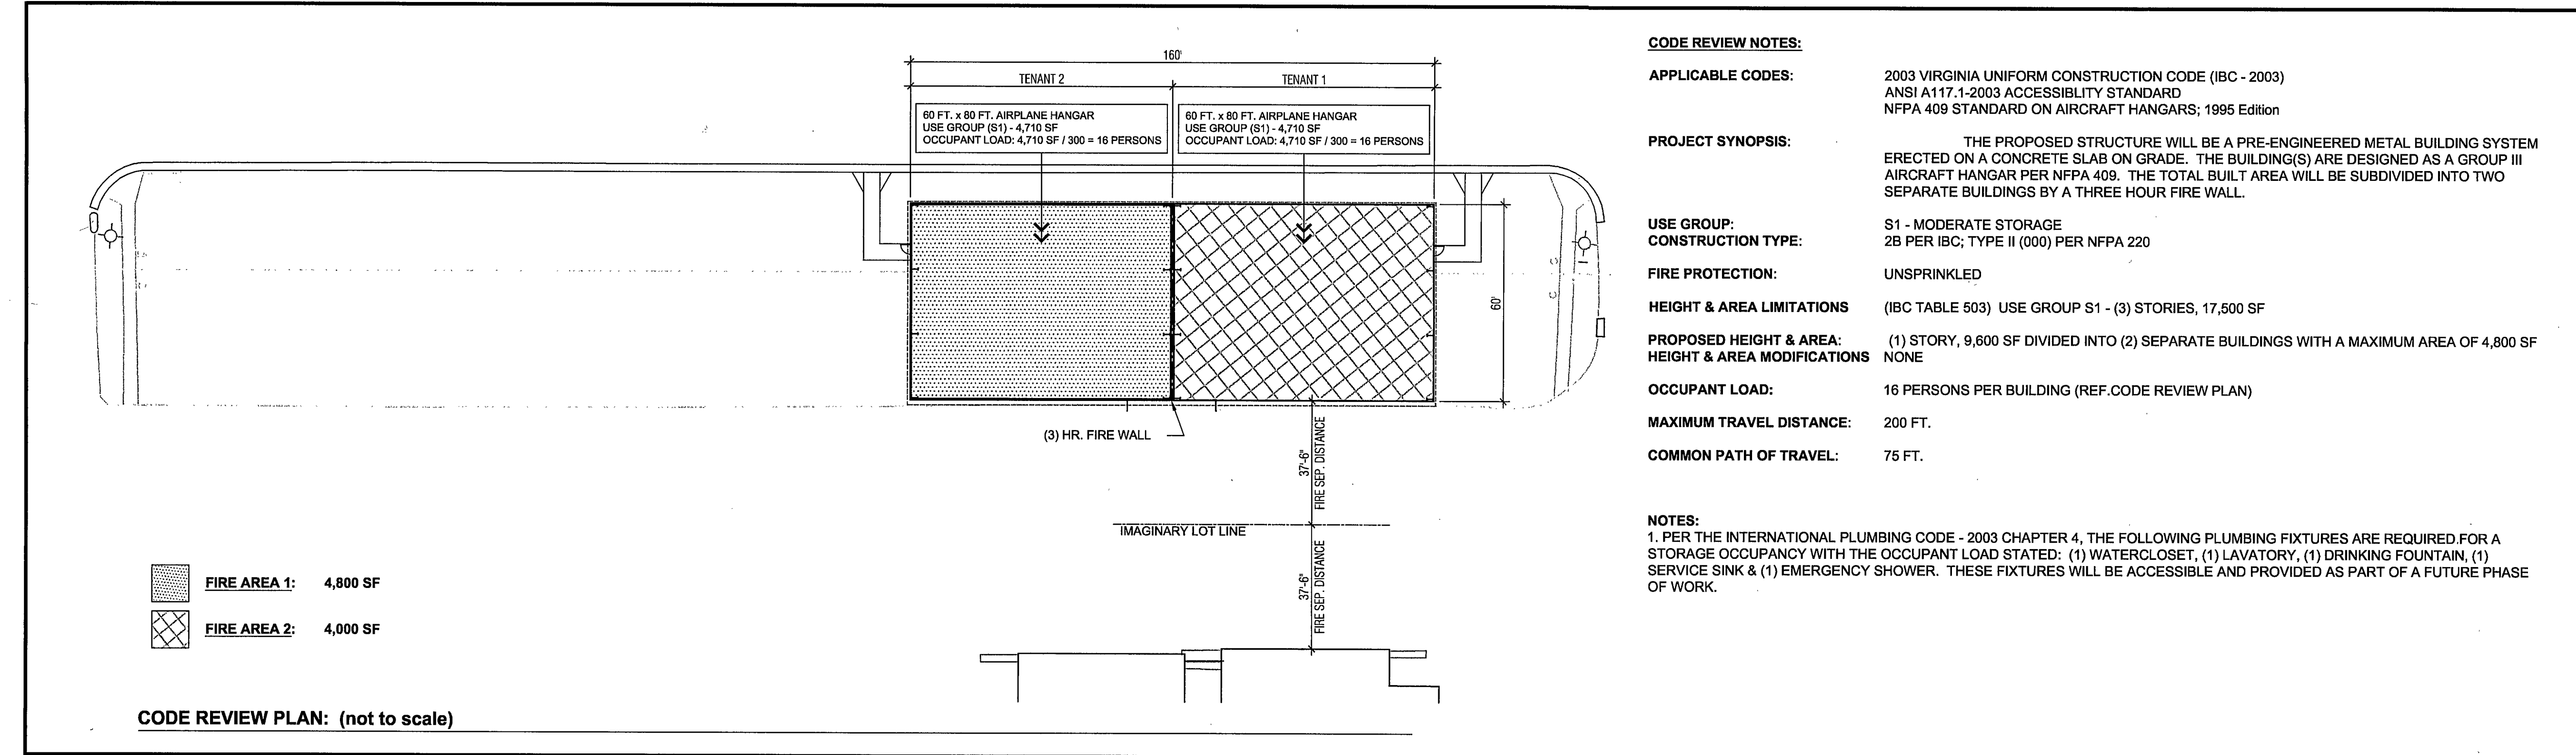 160'
TENANT 2
TENANT 1
60 FT. x 80 FT. AIRPLANE HANGAR
USE GROUP (S1) - 4,710 SF
OCCUPANT LOAD: 4,710 SF / 300 = 16 PERSONS
60 FT. x 80 FT. AIRPLANE HANGAR
USE GROUP (S1) - 4,710 SF
OCCUPANT LOAD: 4,710 SF / 300 = 16 PERSONS
60'
(3) HR. FIRE WALL
37'-6"
FIRE SEP. DISTANCE
IMAGINARY LOT LINE
37'-6"
FIRE SEP. DISTANCE
FIRE AREA 1: 4,800 SF
FIRE AREA 2: 4,000 SF
CODE REVIEW PLAN: (not to scale)
CODE REVIEW NOTES:
APPLICABLE CODES: 2003 VIRGINIA UNIFORM CONSTRUCTION CODE (IBC - 2003)
ANSI A117.1-2003 ACCESSIBLITY STANDARD
NFPA 409 STANDARD ON AIRCRAFT HANGARS; 1995 Edition
PROJECT SYNOPSIS: THE PROPOSED STRUCTURE WILL BE A PRE-ENGINEERED METAL BUILDING SYSTEM
ERECTED ON A CONCRETE SLAB ON GRADE. THE BUILDING(S) ARE DESIGNED AS A GROUP III
AIRCRAFT HANGAR PER NFPA 409. THE TOTAL BUILT AREA WILL BE SUBDIVIDED INTO TWO
SEPARATE BUILDINGS BY A THREE HOUR FIRE WALL.
USE GROUP: S1 - MODERATE STORAGE
CONSTRUCTION TYPE: 2B PER IBC; TYPE II (000) PER NFPA 220
FIRE PROTECTION: UNSPRINKLED
HEIGHT & AREA LIMITATIONS (IBC TABLE 503) USE GROUP S1 - (3) STORIES, 17,500 SF
PROPOSED HEIGHT & AREA: (1) STORY, 9,600 SF DIVIDED INTO (2) SEPARATE BUILDINGS WITH A MAXIMUM AREA OF 4,800 SF
HEIGHT & AREA MODIFICATIONS NONE
OCCUPANT LOAD: 16 PERSONS PER BUILDING (REF.CODE REVIEW PLAN)
MAXIMUM TRAVEL DISTANCE: 200 FT.
COMMON PATH OF TRAVEL: 75 FT.
NOTES:
1. PER THE INTERNATIONAL PLUMBING CODE - 2003 CHAPTER 4, THE FOLLOWING PLUMBING FIXTURES ARE REQUIRED.FOR A
STORAGE OCCUPANCY WITH THE OCCUPANT LOAD STATED: (1) WATERCLOSET, (1) LAVATORY, (1) DRINKING FOUNTAIN, (1)
SERVICE SINK & (1) EMERGENCY SHOWER. THESE FIXTURES WILL BE ACCESSIBLE AND PROVIDED AS PART OF A FUTURE PHASE
OF WORK.